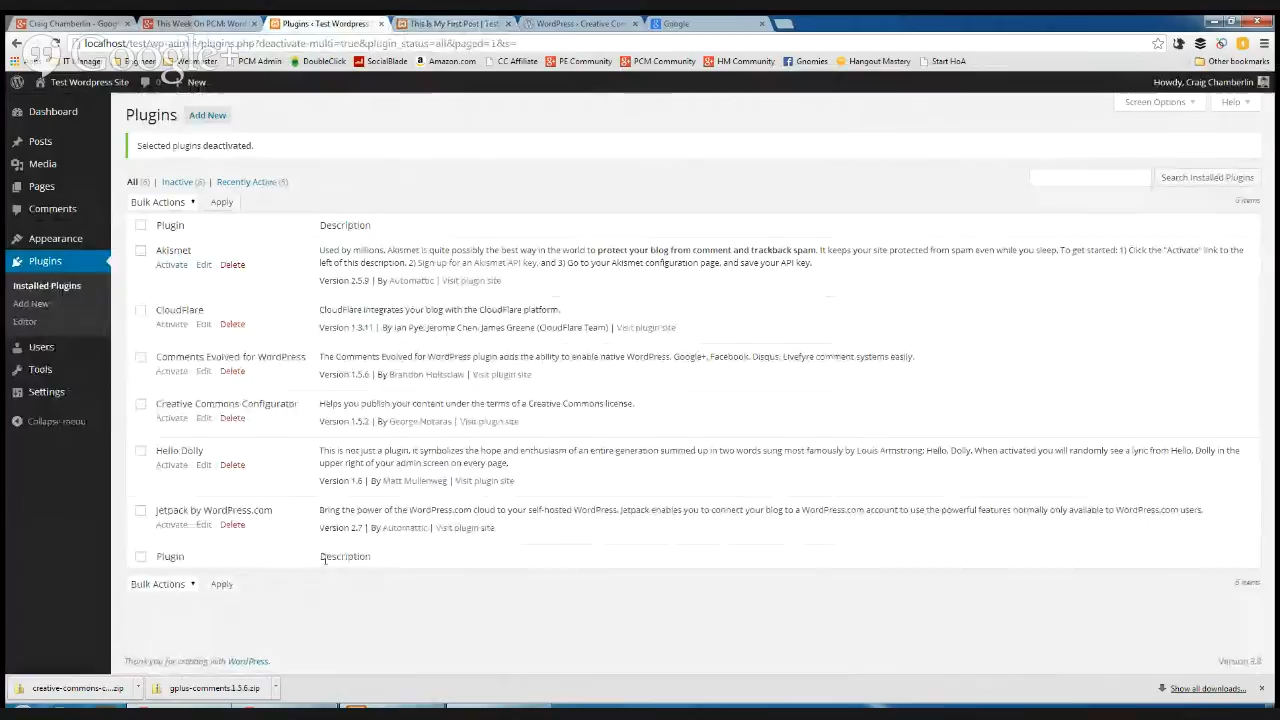 Craig Chamberlin - Goog
This Week On PCM: Word
Plugins ‹ Test Wordpress
This Is My First Post | Test
WordPress › Creative Com
Google
localhost/test/wp-admin/plugins.php?deactivate-multi=true&plugin_status=all&paged=1&s=
Google+
IT Manage
Engineer
Webmaster
PCM Admin
DoubleClick
SocialBlade
Amazon.com
CC Affiliate
PE Community
PCM Community
HM Community
Gnomies
Hangout Mastery
Start HoA
Other bookmarks
Test Wordpress Site
0
New
Howdy, Craig Chamberlin
Dashboard
Posts
Media
Pages
Comments
Appearance
Plugins
Installed Plugins
Add New
Editor
Users
Tools
Settings
Collapse menu
Screen Options
Help
Plugins Add New
Selected plugins deactivated.
All (6) | Inactive (6) | Recently Active (6)
Search Installed Plugins
Bulk Actions Apply
6 items
Plugin Description
Akismet
Activate Edit Delete
Used by millions, Akismet is quite possibly the best way in the world to protect your blog from comment and trackback spam. It keeps your site protected from spam even while you sleep. To get started: 1) Click the "Activate" link to
left of this description, 2) Sign up for an Akismet API key, and 3) Go to your Akismet configuration page, and save your API key.
Version 2.5.9 | By Automattic | Visit plugin site
CloudFlare
Activate Edit Delete
CloudFlare integrates your blog with the CloudFlare platform.
Version 1.3.11 | By Ian Pye, Jerome Chen, James Greene (CloudFlare Team) | Visit plugin site
Comments Evolved for WordPress
Activate Edit Delete
The Comments Evolved for WordPress plugin adds the ability to enable native WordPress, Google+, Facebook, Disqus, Livefyre comment systems easily.
Version 1.5.6 | By Brandon Holtsclaw | Visit plugin site
Creative Commons Configurator
Activate Edit Delete
Helps you publish your content under the terms of a Creative Commons license.
Version 1.5.2 | By George Notaras | Visit plugin site
Hello Dolly
Activate Edit Delete
This is not just a plugin, it symbolizes the hope and enthusiasm of an entire generation summed up in two words sung most famously by Louis Armstrong: Hello, Dolly. When activated you will randomly see a lyric from Hello, Dolly in the
upper right of your admin screen on every page.
Version 1.6 | By Matt Mullenweg | Visit plugin site
Jetpack by WordPress.com
Activate Edit Delete
Bring the power of the WordPress.com cloud to your self-hosted WordPress. Jetpack enables you to connect your blog to a WordPress.com account to use the powerful features normally only available to WordPress.com users.
Version 2.7 | By Automattic | Visit plugin site
Plugin Description
Bulk Actions Apply
6 items
Thank you for creating with WordPress.
Version 3.8
creative-commons-c....zip
gplus-comments.1.5.6.zip
Show all downloads...